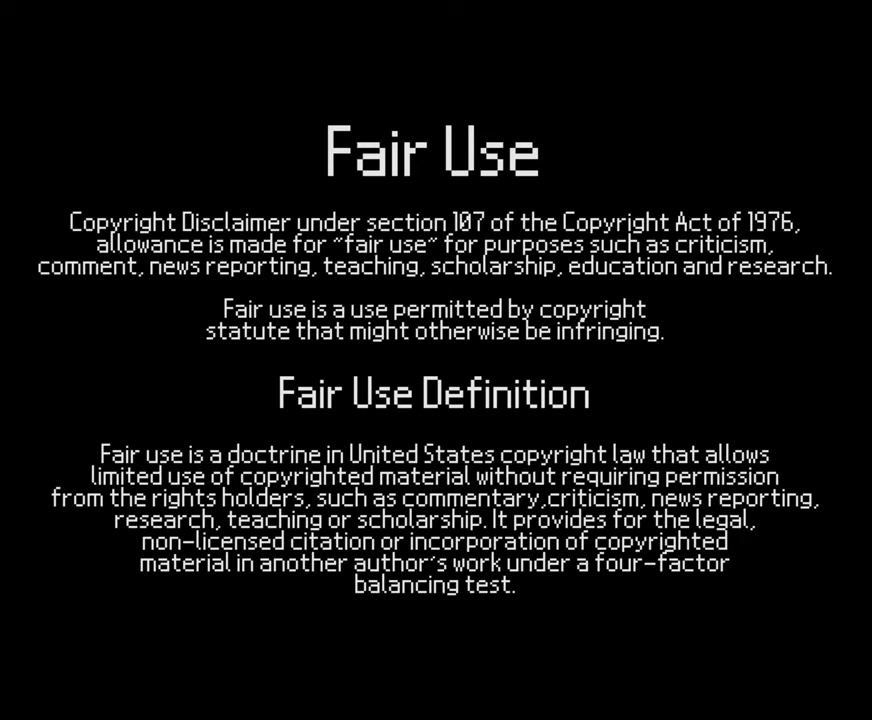 Fair Use
Copyright Disclaimer under section 107 of the Copyright Act of 1976,
allowance is made for "fair use" for purposes such as criticism,
comment, news reporting, teaching, scholarship, education and research.
Fair use is a use permitted by copyright
statute that might otherwise be infringing.
Fair Use Definition
Fair use is a doctrine in United States copyright law that allows
limited use of copyrighted material without requiring permission
from the rights holders, such as commentary,criticism, news reporting,
research, teaching or scholarship. It provides for the legal,
non-licensed citation or incorporation of copyrighted
material in another author's work under a four-factor
balancing test.